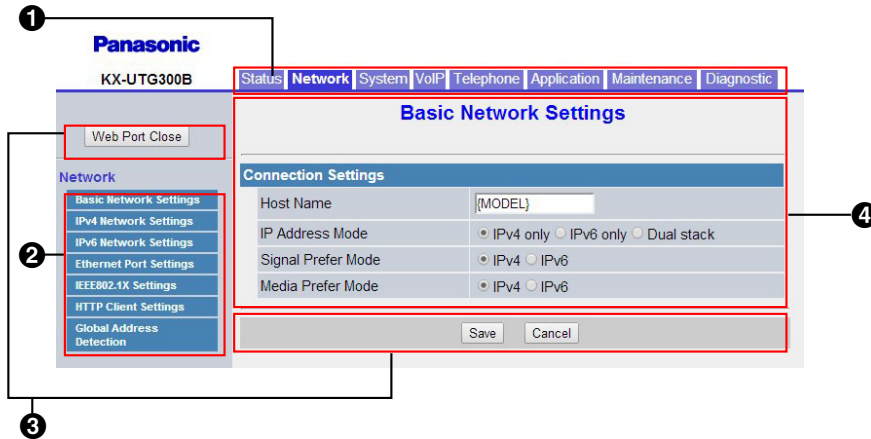 1
Panasonic
KX-UTG300B
Status Network System VoIP Telephone Application Maintenance Diagnostic
Web Port Close
Basic Network Settings
Network
Basic Network Settings
IPv4 Network Settings
IPv6 Network Settings
Ethernet Port Settings
IEEE802.1X Settings
HTTP Client Settings
Global Address
Detection
2
Connection Settings
Host Name {MODEL}
IP Address Mode IPv4 only IPv6 only Dual stack
Signal Prefer Mode IPv4 IPv6
Media Prefer Mode IPv4 IPv6
4
Save Cancel
3